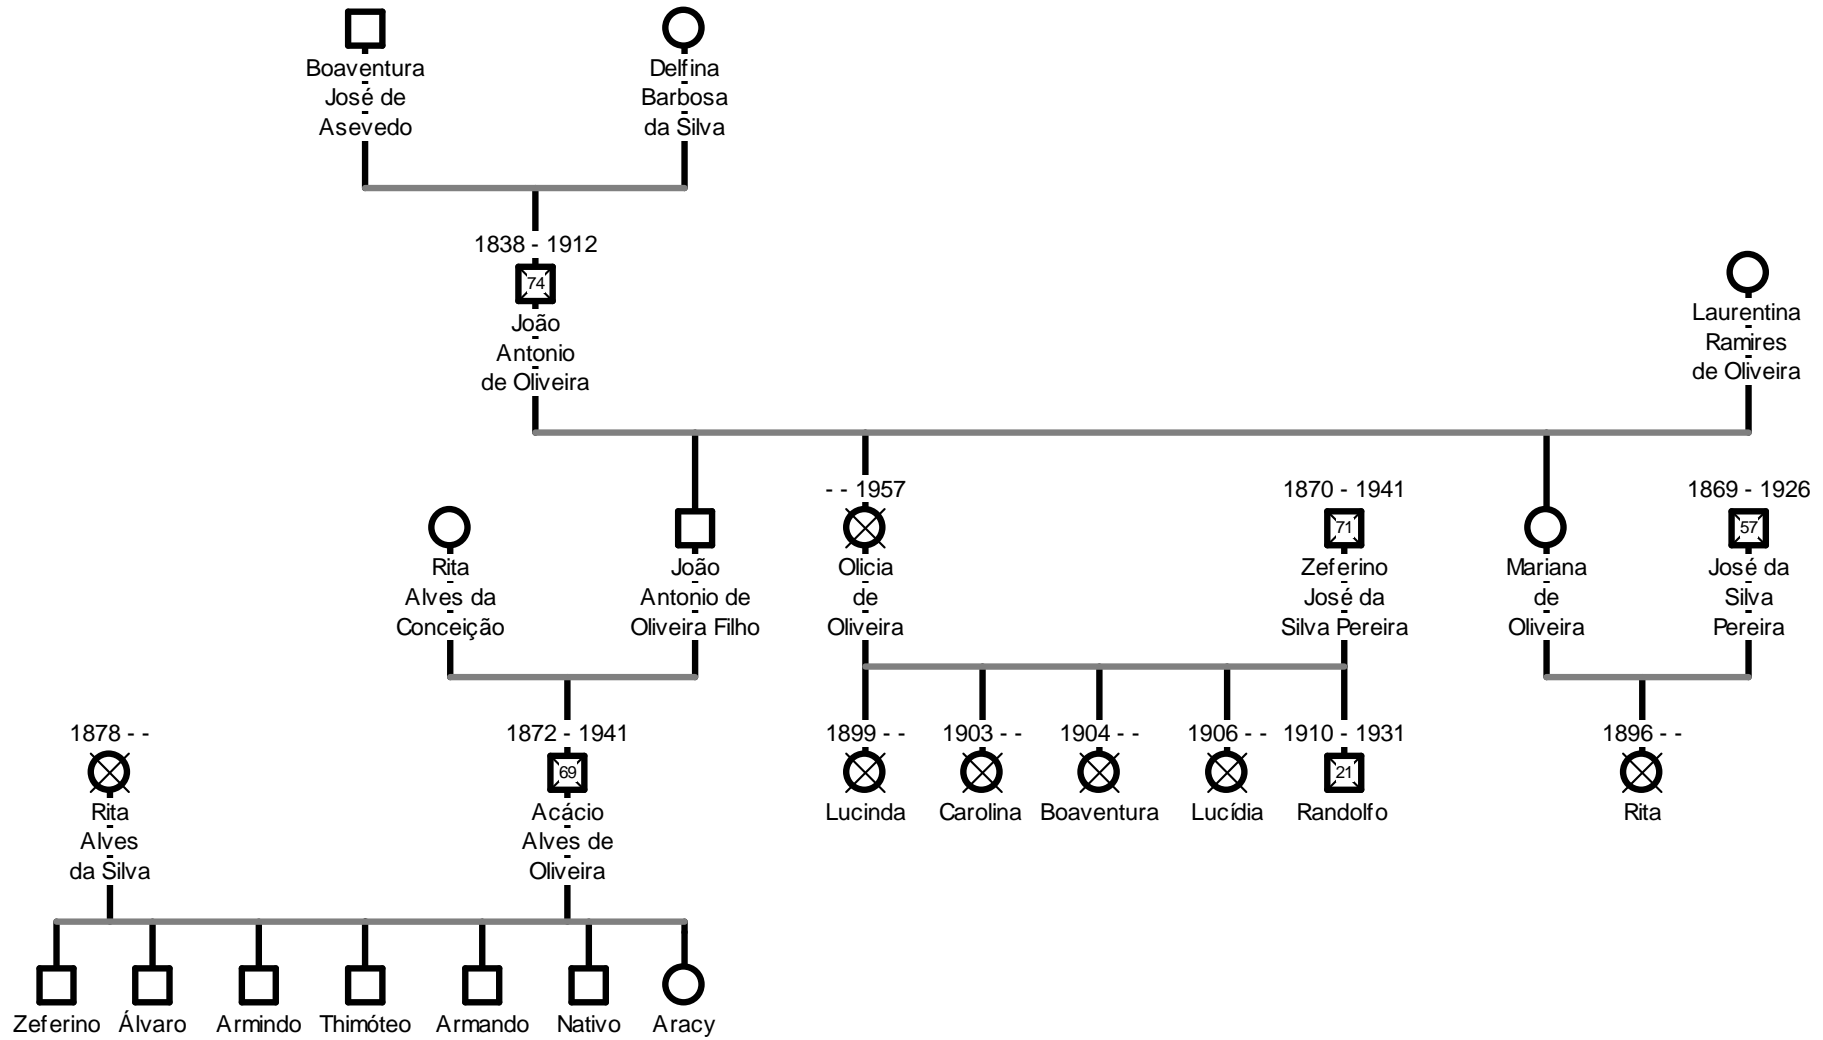 Boaventura
José de
Asevedo
Delfina
Barbosa
da Silva
1838 - 1912
74
João
Antonio
de Oliveira
Laurentina
Ramires
de Oliveira
Rita
Alves da
Conceição
João
Antonio de
Oliveira Filho
- - 1957
Olicia
de
Oliveira
1870 - 1941
71
Zeferino
José da
Silva Pereira
Mariana
de
Oliveira
1869 - 1926
57
José da
Silva
Pereira
1878 - -
Rita
Alves
da Silva
1872 - 1941
69
Acácio
Alves de
Oliveira
1899 - -
Lucinda
1903 - -
Carolina
1904 - -
Boaventura
1906 - -
Lucídia
1910 - 1931
21
Randolfo
1896 - -
Rita
Zeferino
Álvaro
Armindo
Thimóteo
Armando
Nativo
Aracy